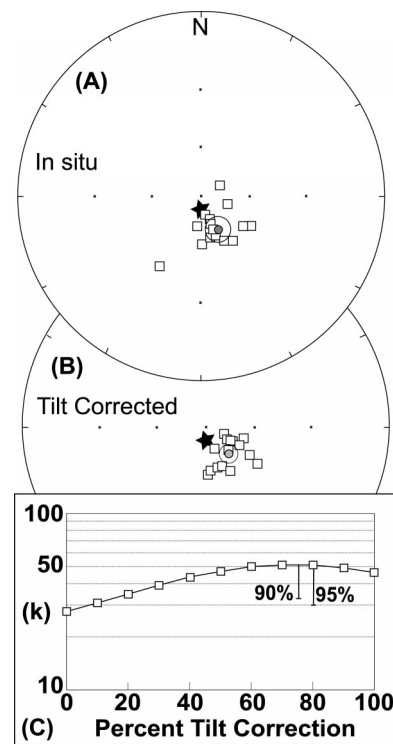 N
(A)
In situ
(B)
Tilt Corrected
100
50
(k)
90% 95%
10
0 20 40 60 80 100
(C) Percent Tilt Correction